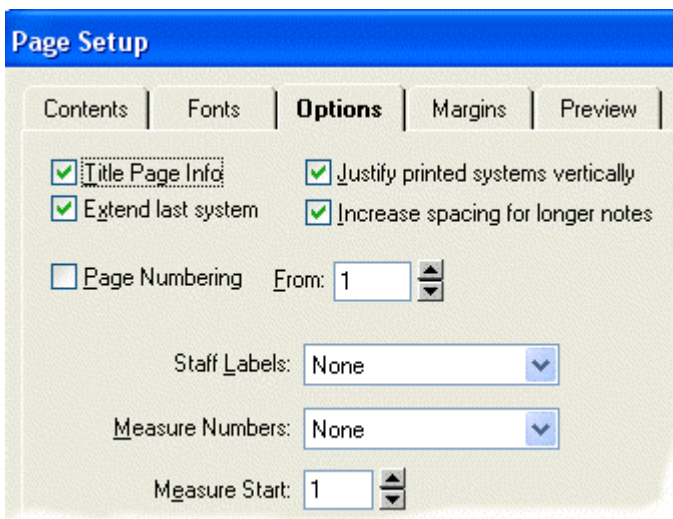 Page Setup
Contents Fonts Options Margins Preview
Title Page Info Justify printed systems vertically
Extend last system Increase spacing for longer notes
Page Numbering From: 1
Staff Labels: None
Measure Numbers: None
Measure Start: 1